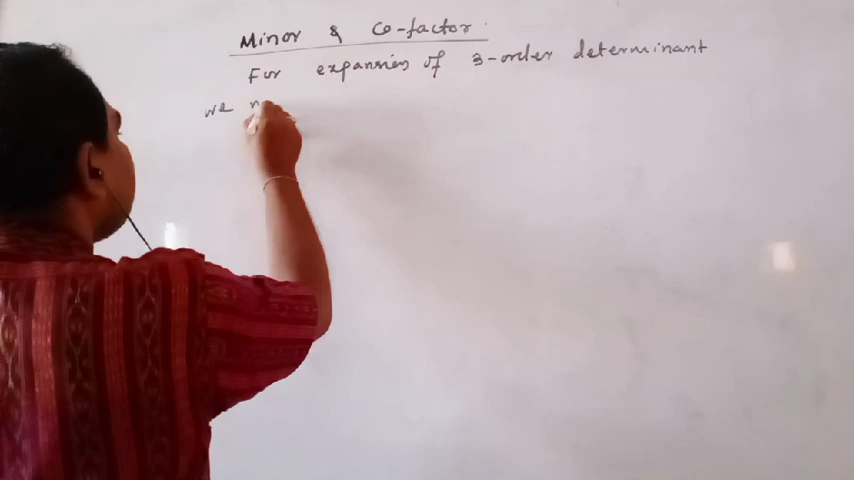 Minor & Co-factor
For expansion of 3-order determinant
we n